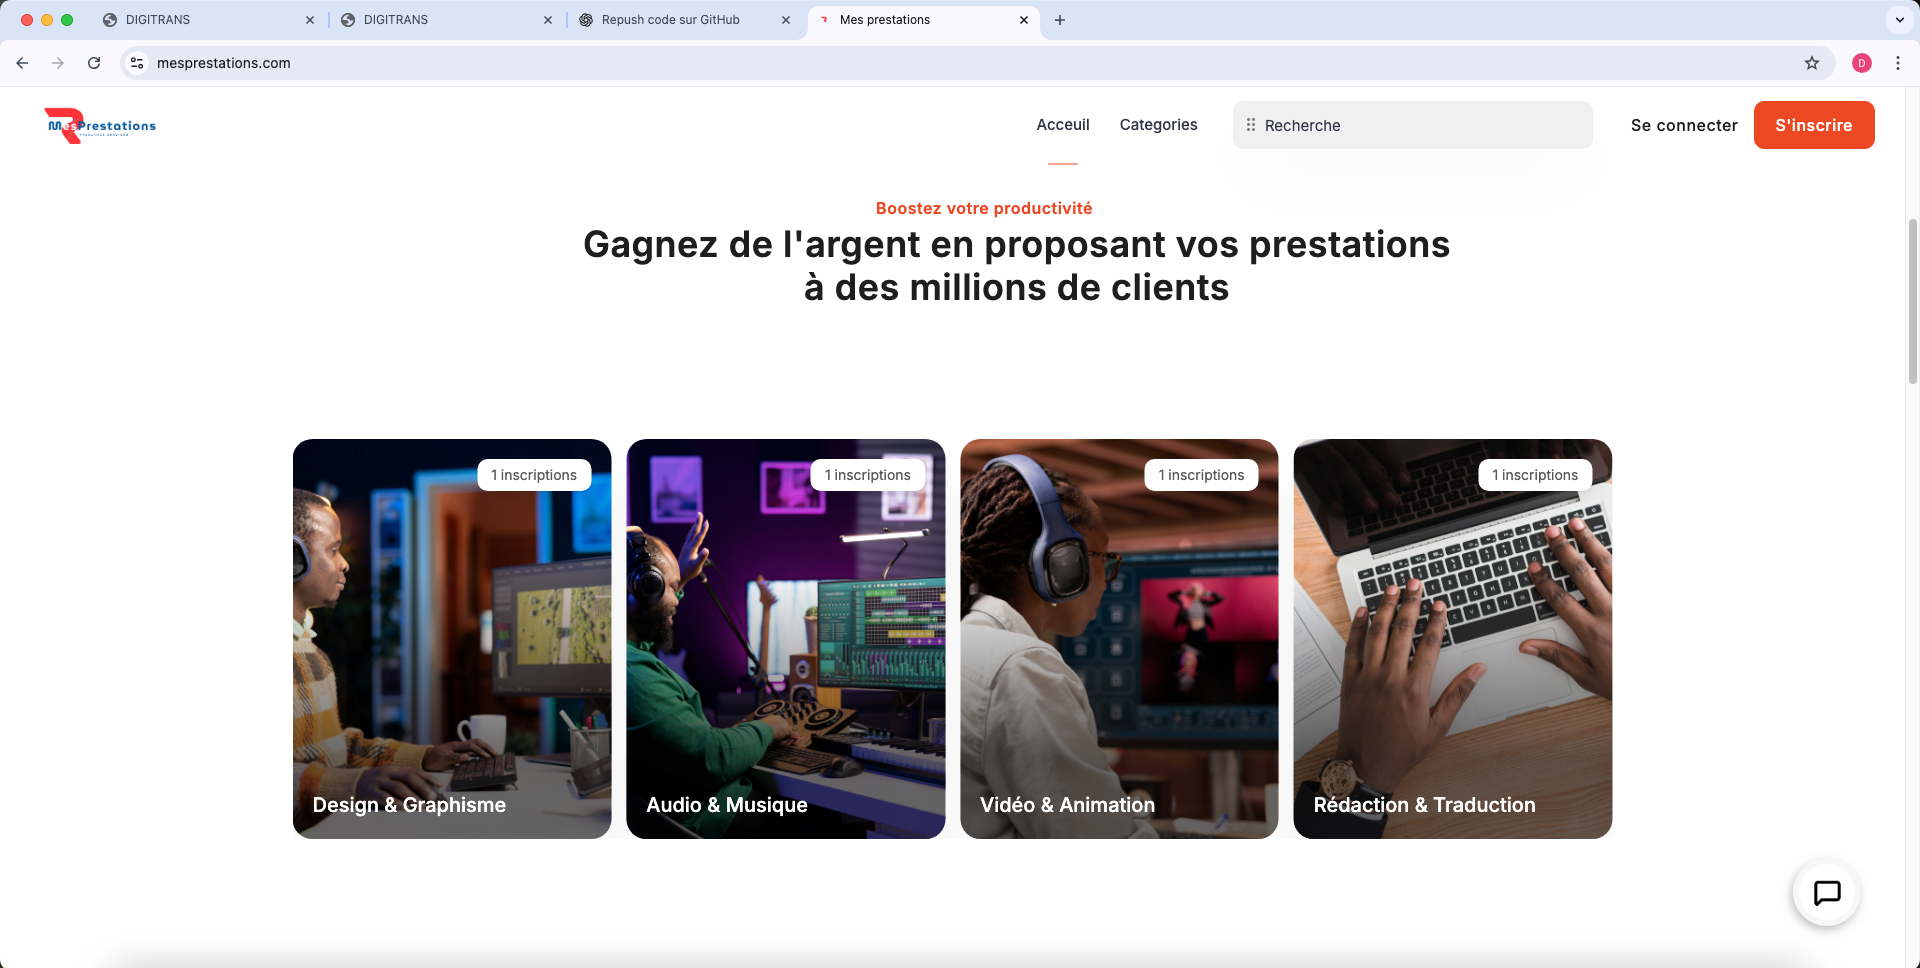 DIGITRANS
DIGITRANS
Repush code sur GitHub
Mes prestations
mesprestations.com
D
MesPrestations
Acceuil
Categories
Recherche
Se connecter
S'inscrire
Boostez votre productivité
Gagnez de l'argent en proposant vos prestations
à des millions de clients
1 inscriptions
1 inscriptions
1 inscriptions
1 inscriptions
Design & Graphisme
Audio & Musique
Vidéo & Animation
Rédaction & Traduction